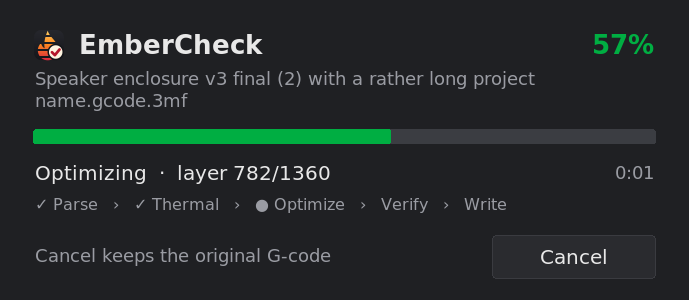 EmberCheck 57%
Speaker enclosure v3 final (2) with a rather long project
name.gcode.3mf
Optimizing · layer 782/1360 0:01
✓ Parse › ✓ Thermal › ● Optimize › Verify › Write
Cancel keeps the original G-code Cancel